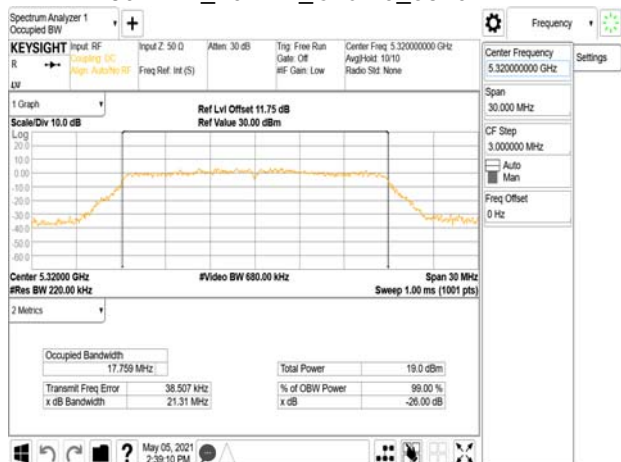 Spectrum Analyzer 1
Occupied BW
Frequency
KEYSIGHT Input: RF Input Z: 50 Ω Atten: 30 dB Trig: Free Run Center Freq: 5.320000000 GHz
R Coupling: DC Gate: Off Avg|Hold: 10/10
Align: Auto/No RF Freq Ref: Int (S) #IF Gain: Low Radio Std: None
1 Graph
Ref Lvl Offset 11.75 dB
Scale/Div 10.0 dB Ref Value 30.00 dBm
Log
20.0
10.0
0.00
-10.0
-20.0
-30.0
-40.0
-50.0
-60.0
Center 5.32000 GHz #Video BW 680.00 kHz Span 30 MHz
#Res BW 220.00 kHz Sweep 1.00 ms (1001 pts)
2 Metrics
Occupied Bandwidth
17.759 MHz Total Power 19.0 dBm
Transmit Freq Error 38.507 kHz % of OBW Power 99.00 %
x dB Bandwidth 21.31 MHz x dB -26.00 dB
May 05, 2021
2:39:10 PM
Center Frequency
5.320000000 GHz
Settings
Span
30.000 MHz
CF Step
3.000000 MHz
Auto
Man
Freq Offset
0 Hz